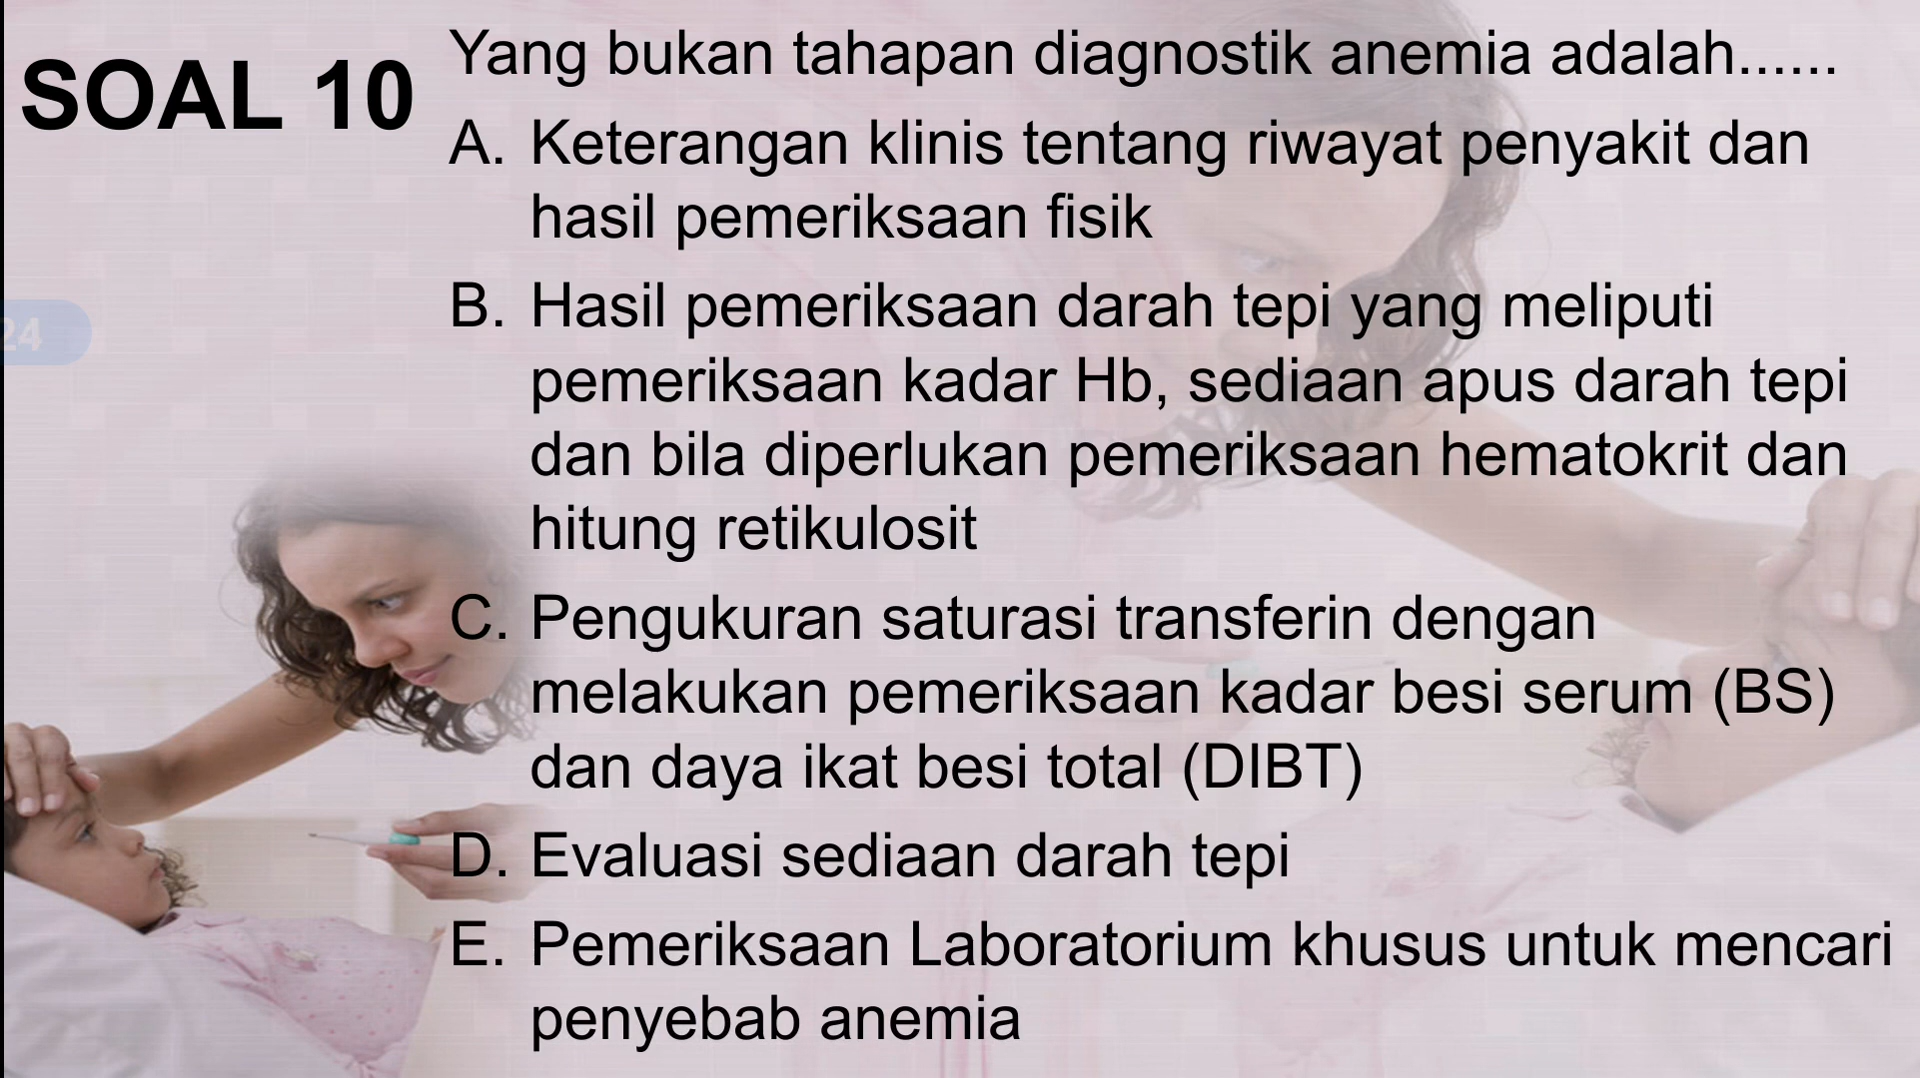 SOAL 10
Yang bukan tahapan diagnostik anemia adalah......
A. Keterangan klinis tentang riwayat penyakit dan
hasil pemeriksaan fisik
B. Hasil pemeriksaan darah tepi yang meliputi
pemeriksaan kadar Hb, sediaan apus darah tepi
dan bila diperlukan pemeriksaan hematokrit dan
hitung retikulosit
24
C. Pengukuran saturasi transferin dengan
melakukan pemeriksaan kadar besi serum (BS)
dan daya ikat besi total (DIBT)
D. Evaluasi sediaan darah tepi
E. Pemeriksaan Laboratorium khusus untuk mencari
penyebab anemia